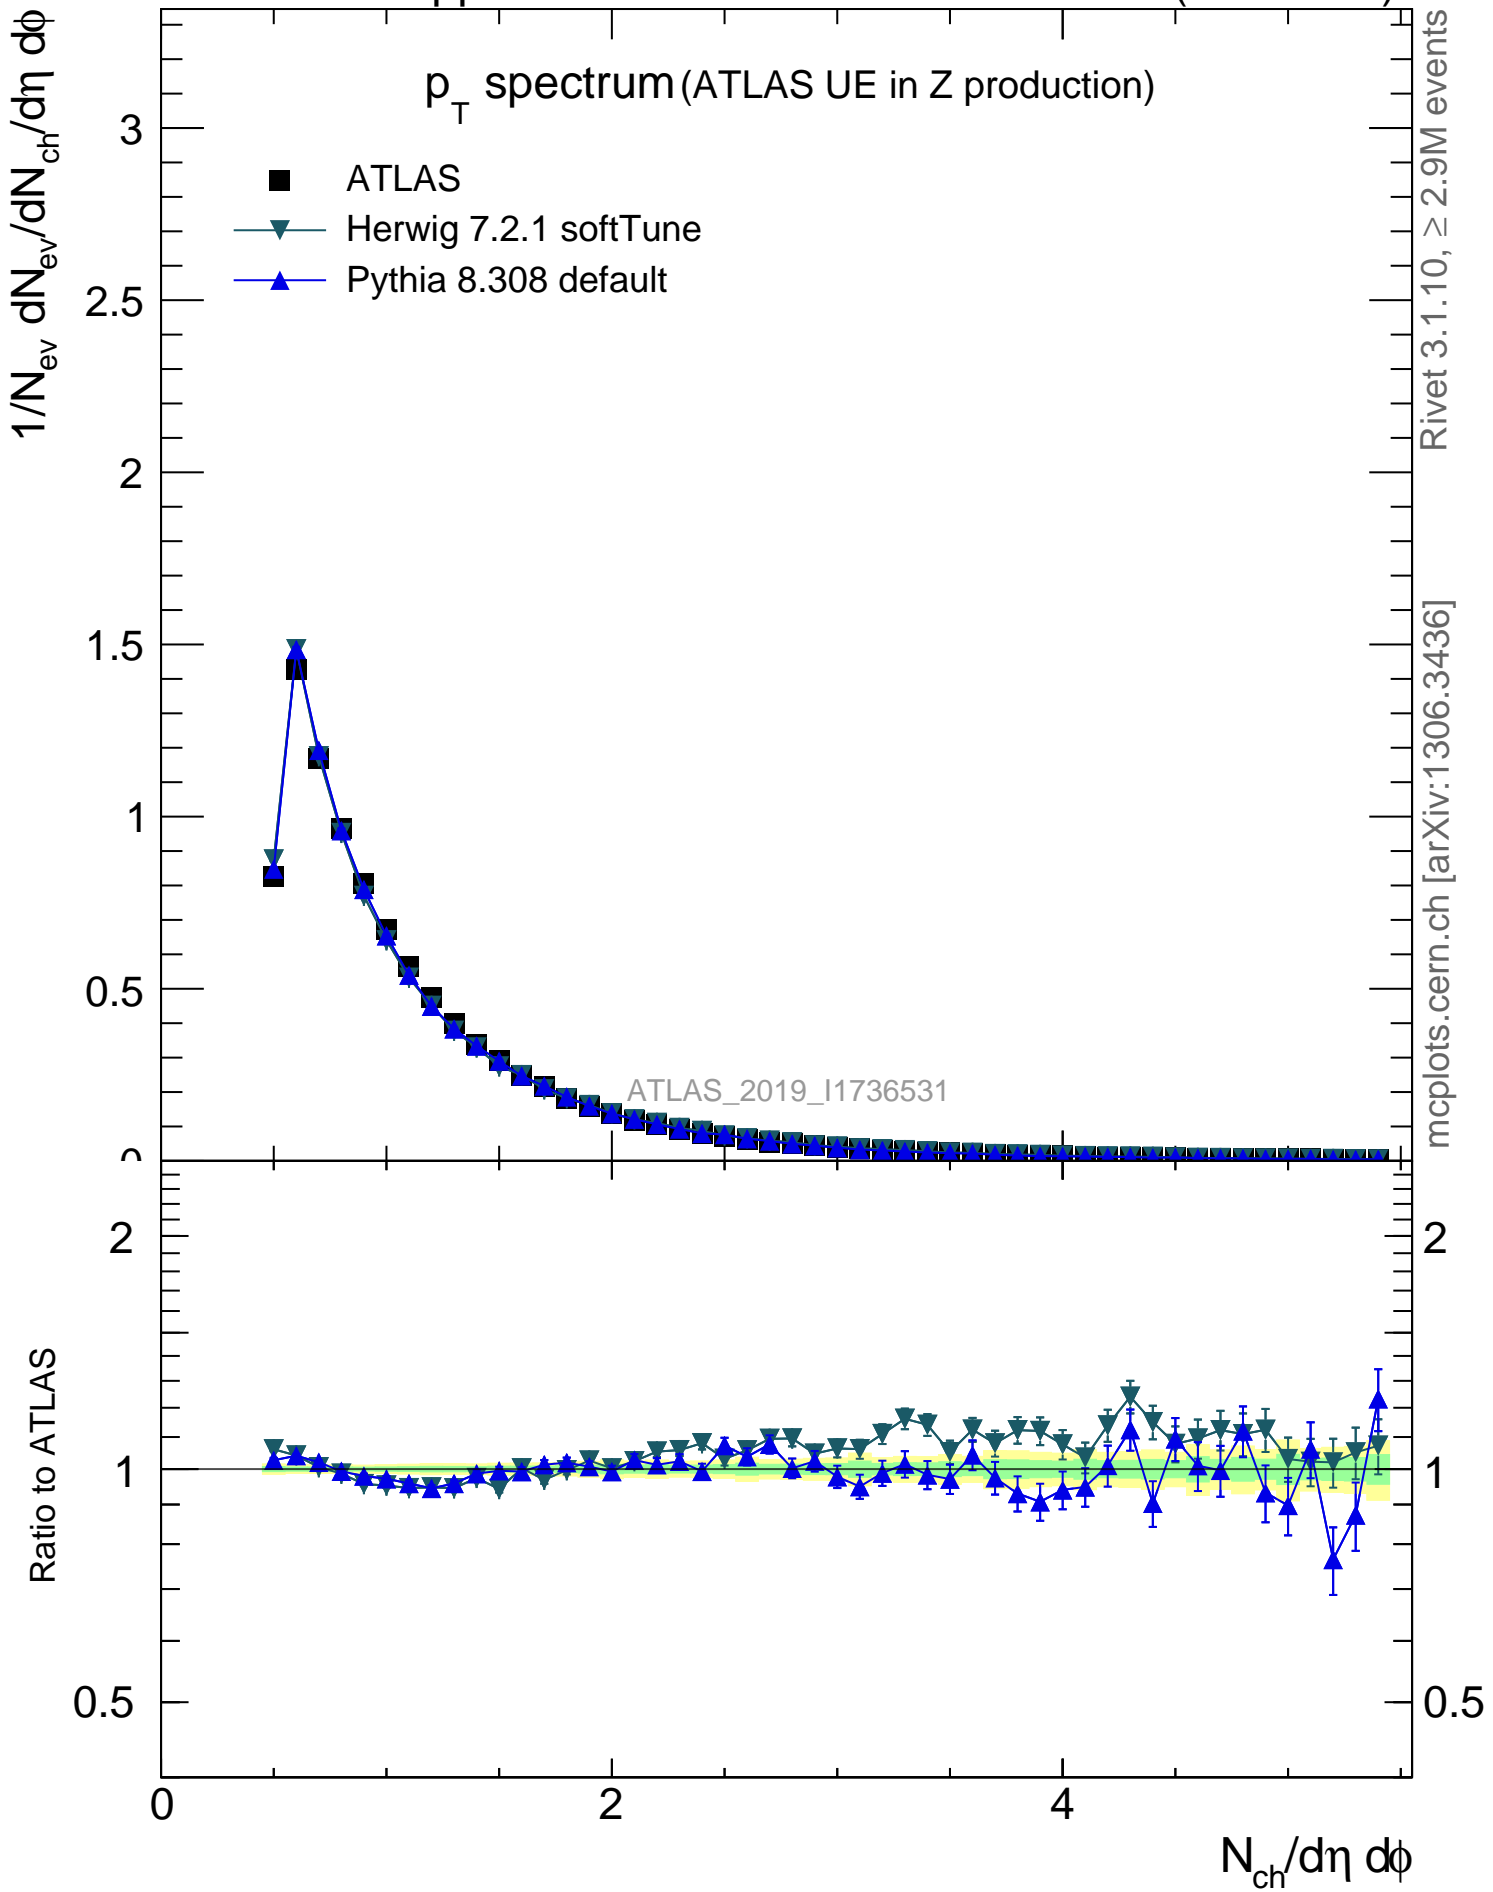 pp
p_T spectrum (ATLAS UE in Z production)
ATLAS
Herwig 7.2.1 softTune
Pythia 8.308 default
1/N_ev dN_ev/dN_ch/dη dϕ
3
2.5
2
1.5
1
0.5
0
ATLAS_2019_I1736531
Rivet 3.1.10, ≥ 2.9M events
mcplots.cern.ch [arXiv:1306.3436]
Ratio to ATLAS
2
1
0.5
2
1
0.5
0
2
4
N_ch/dη dϕ